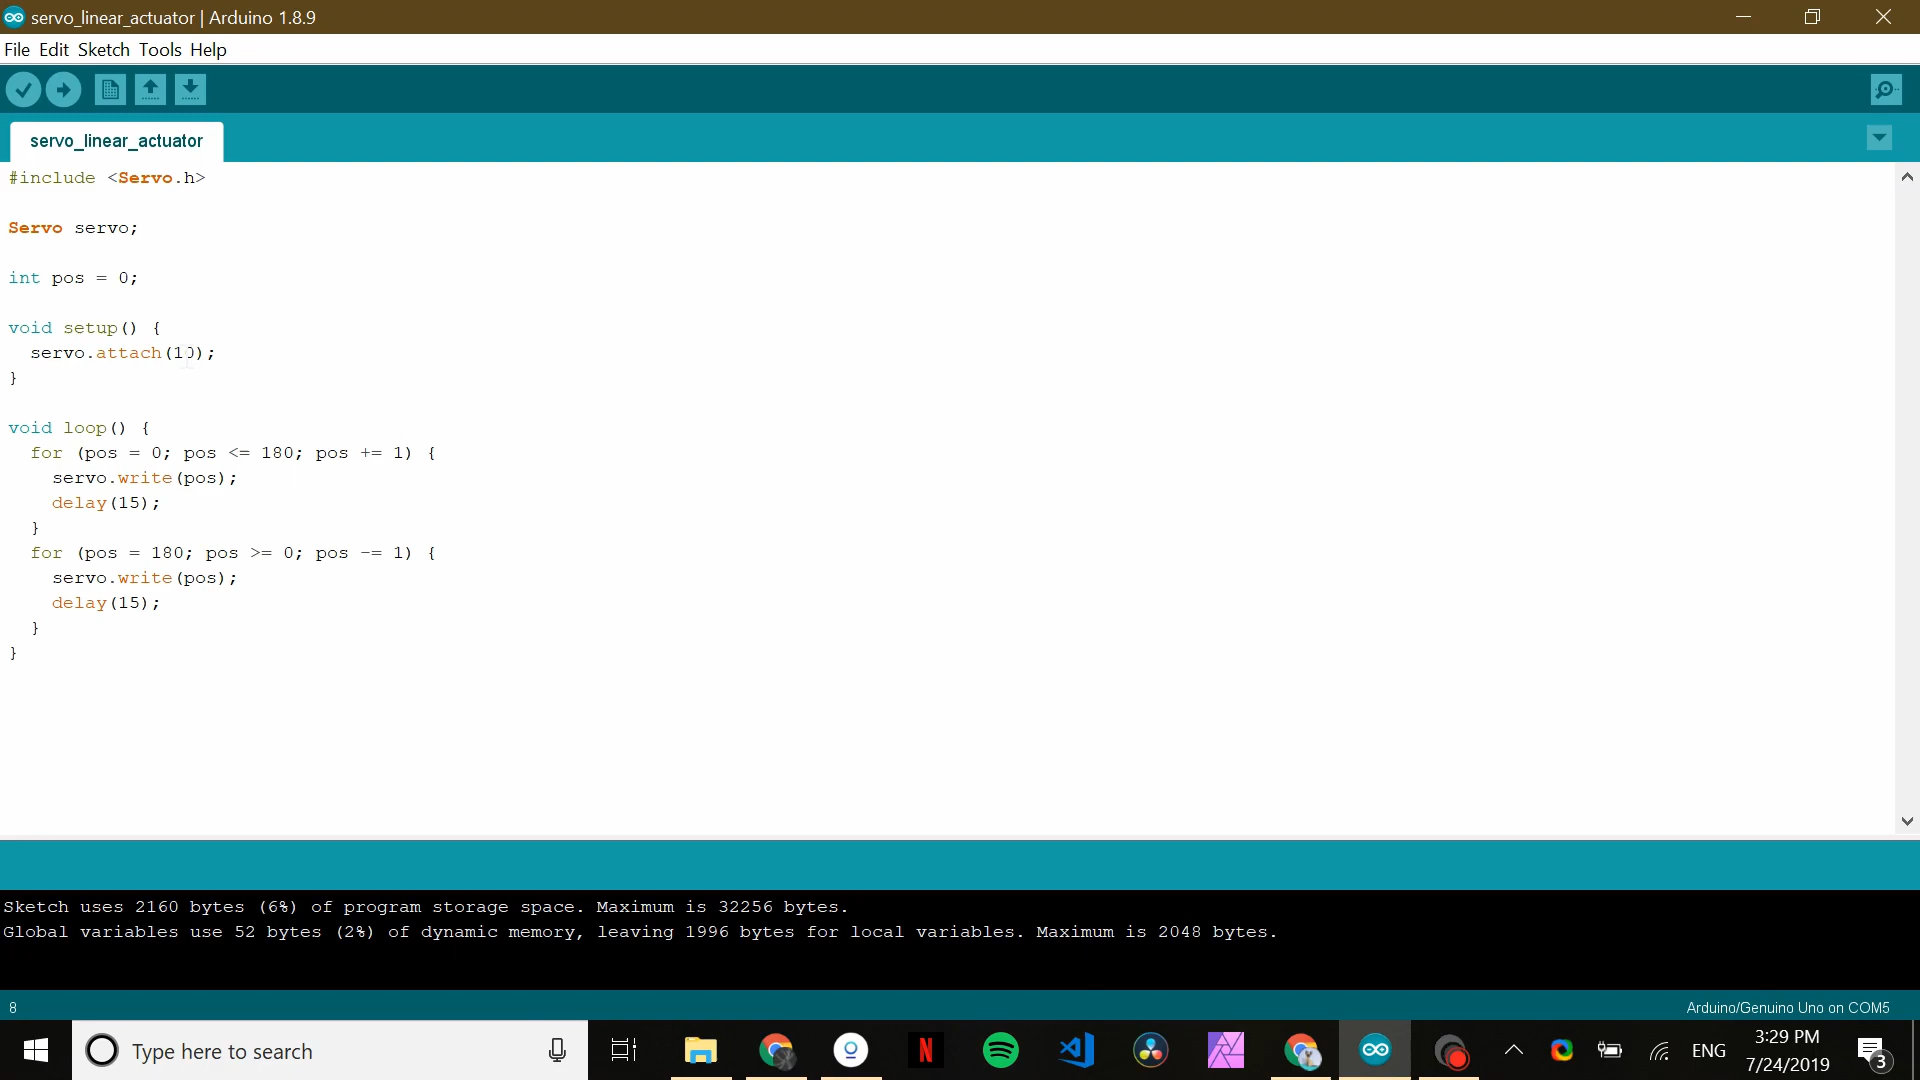 servo_linear_actuator | Arduino 1.8.9
File Edit Sketch Tools Help
servo_linear_actuator
#include <Servo.h>
Servo servo;
int pos = 0;
void setup() {
servo.attach(10);
}
void loop() {
for (pos = 0; pos <= 180; pos += 1) {
servo.write(pos);
delay(15);
}
for (pos = 180; pos >= 0; pos -= 1) {
servo.write(pos);
delay(15);
}
}
Sketch uses 2160 bytes (6%) of program storage space. Maximum is 32256 bytes.
Global variables use 52 bytes (2%) of dynamic memory, leaving 1996 bytes for local variables. Maximum is 2048 bytes.
8
Arduino/Genuino Uno on COM5
Type here to search
N
ENG
3:29 PM
7/24/2019
3